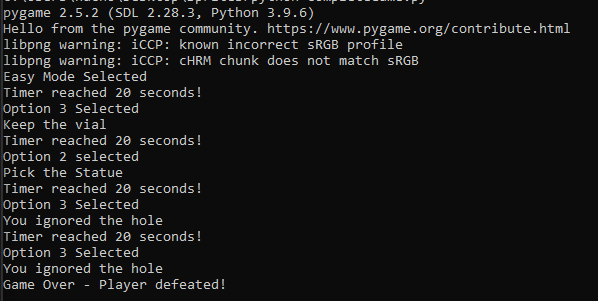 pygame 2.5.2 (SDL 2.28.3, Python 3.9.6)
Hello from the pygame community. https://www.pygame.org/contribute.html
libpng warning: iCCP: known incorrect sRGB profile
libpng warning: iCCP: cHRM chunk does not match sRGB
Easy Mode Selected
Timer reached 20 seconds!
Option 3 Selected
Keep the vial
Timer reached 20 seconds!
Option 2 selected
Pick the Statue
Timer reached 20 seconds!
Option 3 Selected
You ignored the hole
Timer reached 20 seconds!
Option 3 Selected
You ignored the hole
Game Over - Player defeated!